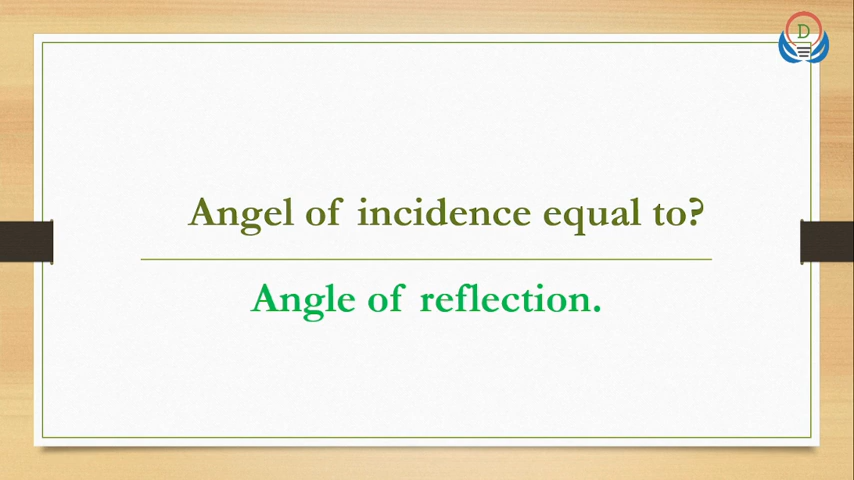 D
Angel of incidence equal to?
Angle of reflection.